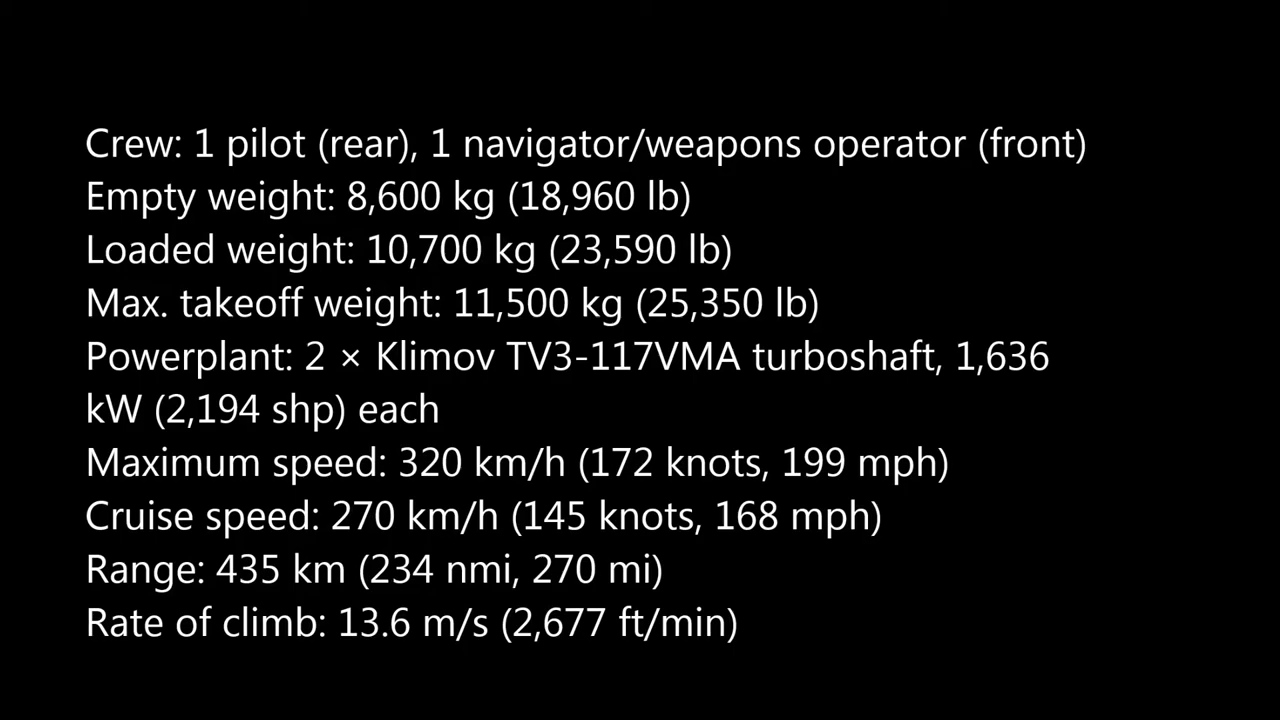 Crew: 1 pilot (rear), 1 navigator/weapons operator (front)
Empty weight: 8,600 kg (18,960 lb)
Loaded weight: 10,700 kg (23,590 lb)
Max. takeoff weight: 11,500 kg (25,350 lb)
Powerplant: 2 × Klimov TV3-117VMA turboshaft, 1,636
kW (2,194 shp) each
Maximum speed: 320 km/h (172 knots, 199 mph)
Cruise speed: 270 km/h (145 knots, 168 mph)
Range: 435 km (234 nmi, 270 mi)
Rate of climb: 13.6 m/s (2,677 ft/min)